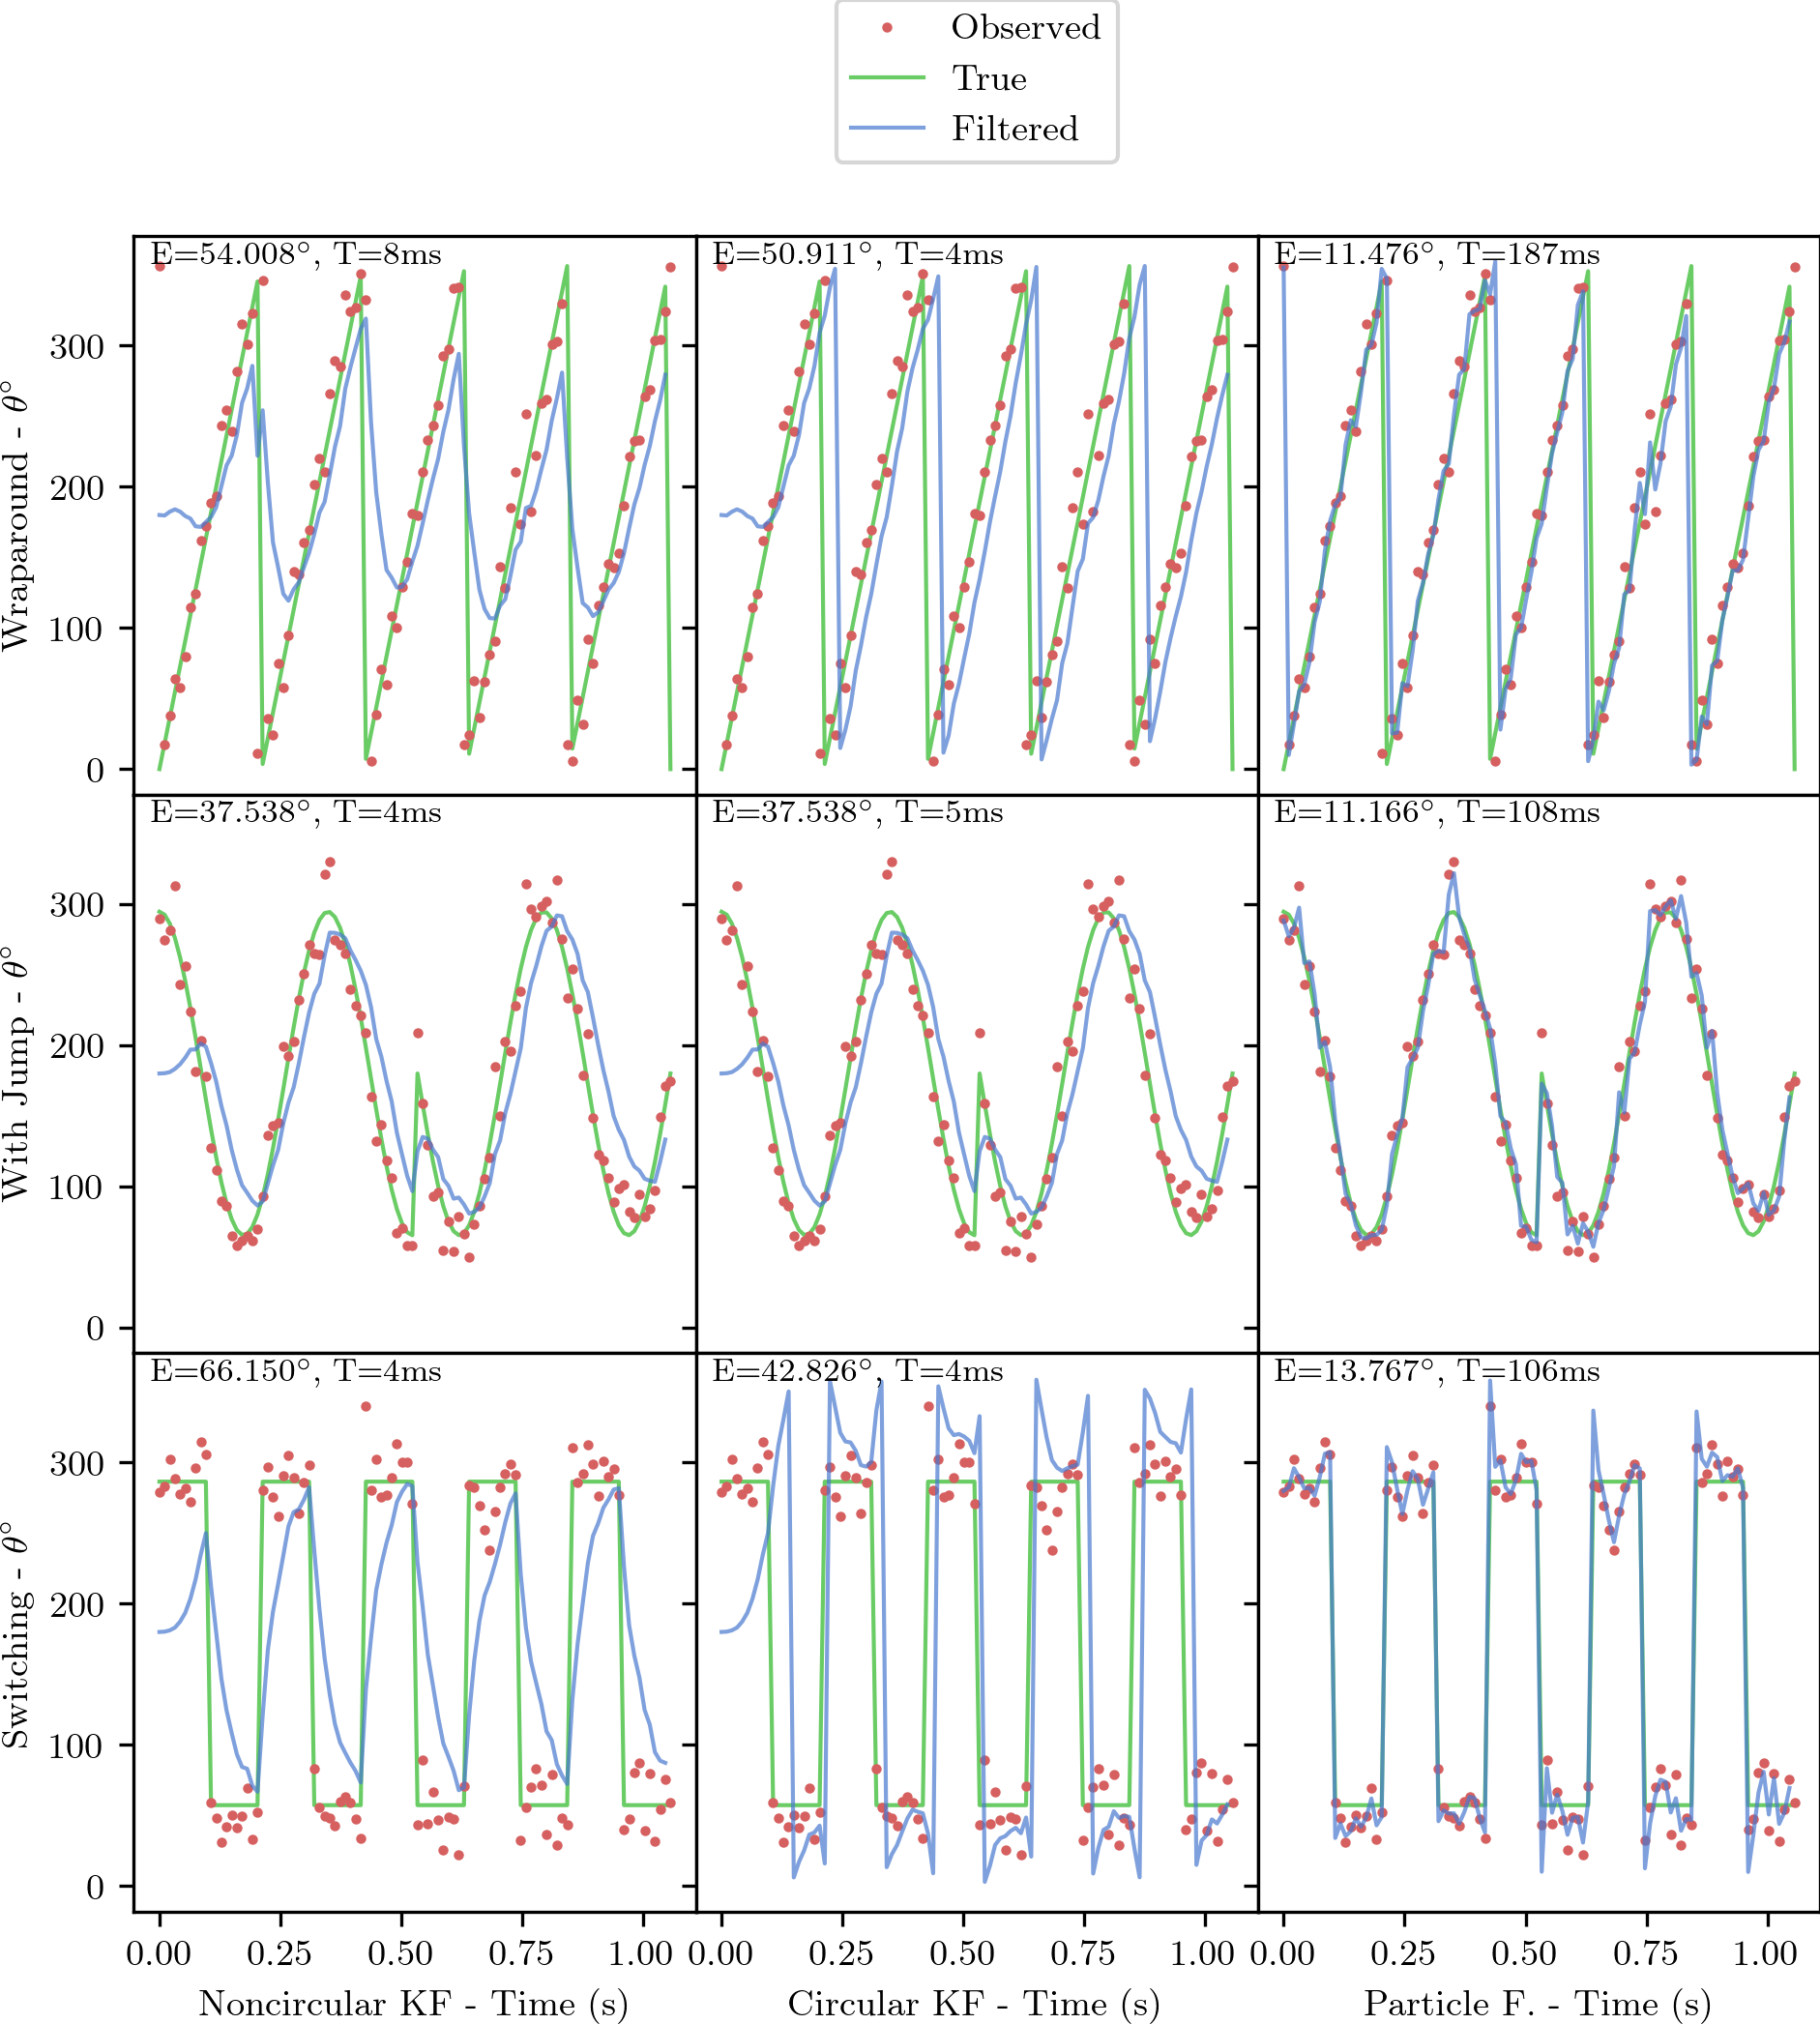 Observed
True
Filtered
E=54.008°, T=8ms
E=50.911°, T=4ms
E=11.476°, T=187ms
Wraparound - θ°
300
200
100
0
E=37.538°, T=4ms
E=37.538°, T=5ms
E=11.166°, T=108ms
With Jump - θ°
300
200
100
0
E=66.150°, T=4ms
E=42.826°, T=4ms
E=13.767°, T=106ms
Switching - θ°
300
200
100
0
0.00 0.25 0.50 0.75 1.00
0.00 0.25 0.50 0.75 1.00
0.00 0.25 0.50 0.75 1.00
Noncircular KF - Time (s)
Circular KF - Time (s)
Particle F. - Time (s)